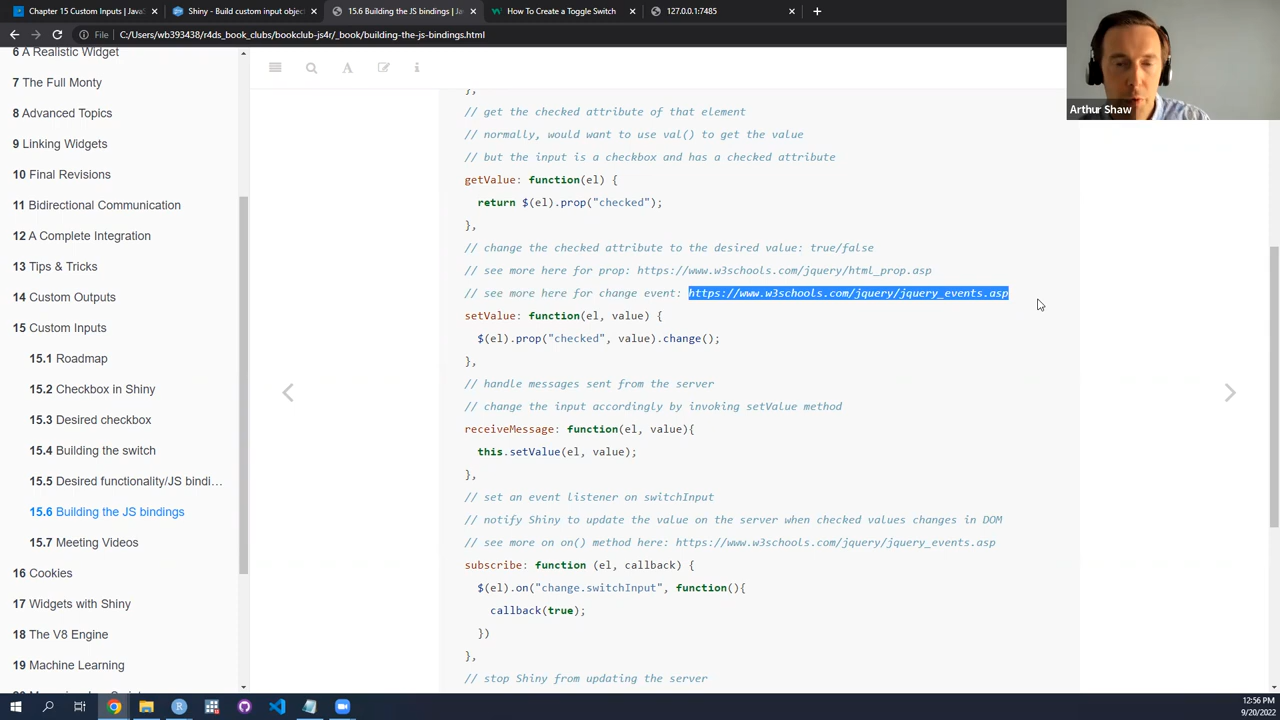 Chapter 15 Custom Inputs | Java
Shiny - Build custom input objec
15.6 Building the JS bindings | Ja
How To Create a Toggle Switch
127.0.0.1:7485
File
C:/Users/wb393438/r4ds_book_clubs/bookclub-js4r/_book/building-the-js-bindings.html
Arthur Shaw
6 A Realistic Widget
7 The Full Monty
8 Advanced Topics
9 Linking Widgets
10 Final Revisions
11 Bidirectional Communication
12 A Complete Integration
13 Tips & Tricks
14 Custom Outputs
15 Custom Inputs
15.1 Roadmap
15.2 Checkbox in Shiny
15.3 Desired checkbox
15.4 Building the switch
15.5 Desired functionality/JS bindi...
15.6 Building the JS bindings
15.7 Meeting Videos
16 Cookies
17 Widgets with Shiny
18 The V8 Engine
19 Machine Learning
},
// get the checked attribute of that element
// normally, would want to use val() to get the value
// but the input is a checkbox and has a checked attribute
getValue: function(el) {
return $(el).prop("checked");
},
// change the checked attribute to the desired value: true/false
// see more here for prop: https://www.w3schools.com/jquery/html_prop.asp
// see more here for change event: https://www.w3schools.com/jquery/jquery_events.asp
setValue: function(el, value) {
$(el).prop("checked", value).change();
},
// handle messages sent from the server
// change the input accordingly by invoking setValue method
receiveMessage: function(el, value){
this.setValue(el, value);
},
// set an event listener on switchInput
// notify Shiny to update the value on the server when checked values changes in DOM
// see more on on() method here: https://www.w3schools.com/jquery/jquery_events.asp
subscribe: function (el, callback) {
$(el).on("change.switchInput", function(){
callback(true);
})
},
// stop Shiny from updating the server
12:56 PM
9/20/2022